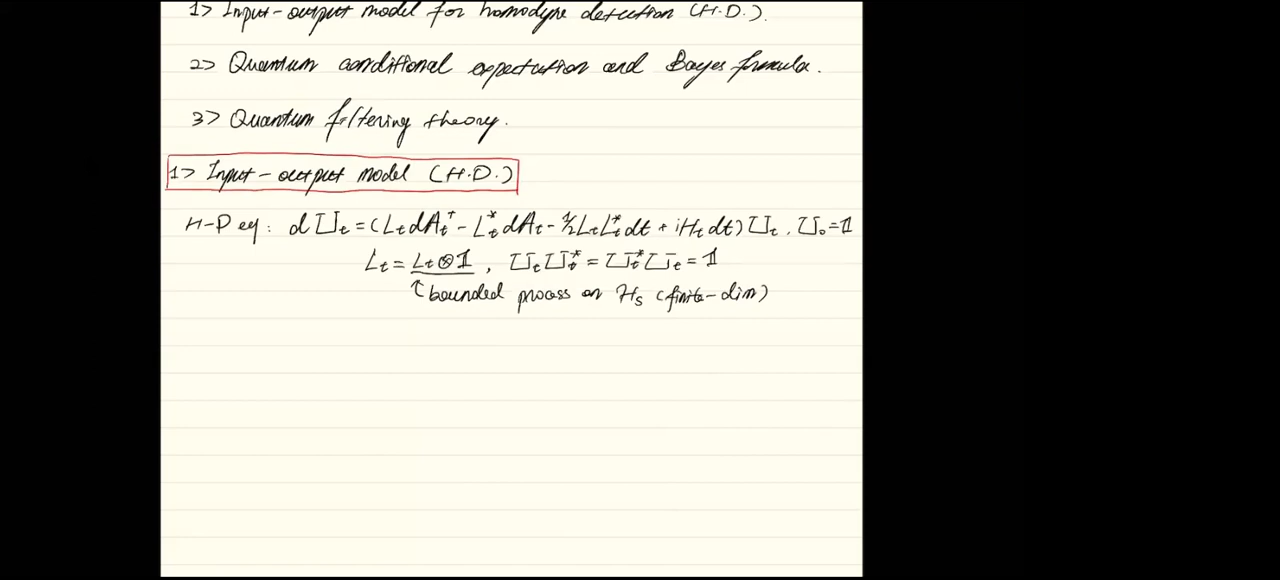 1> Input-output model for homodyne detection (H.D.).
2> Quantum conditional expectation and Bayes formula.
3> Quantum filtering theory.
1> Input-output model (H.D.)
H-P eq: dU_t = (L_t dA_t^† - L_t^* dA_t - 1/2 L_t L_t^* dt + iH_t dt) U_t, U_0 = 𝟙
L_t = L_t ⊗ 𝟙, U_t U_t^* = U_t^* U_t = 𝟙
↑ bounded process on H_S (finite-dim)